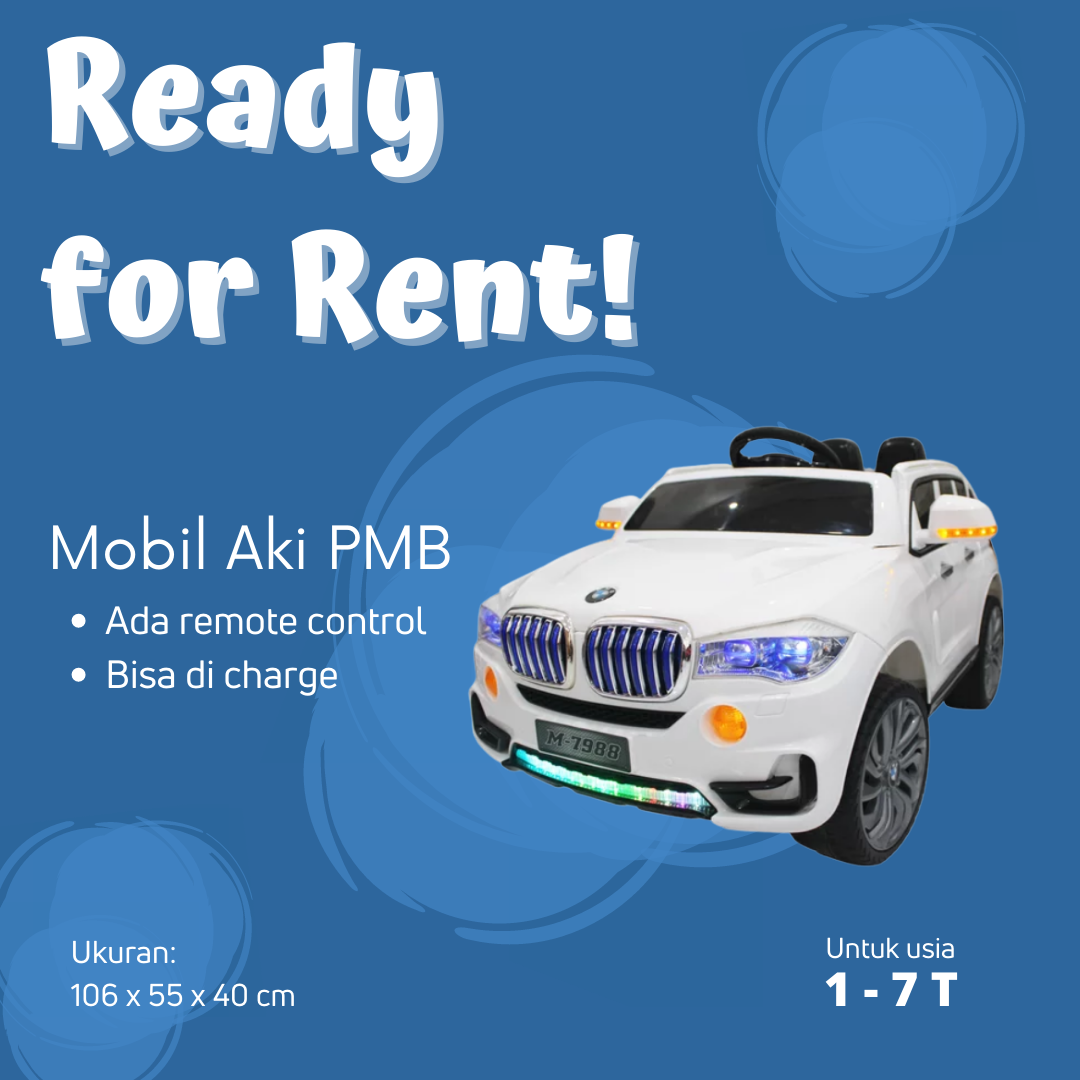 Ready
for Rent!
Mobil Aki PMB
• Ada remote control
• Bisa di charge
M-7988
Ukuran:
106 x 55 x 40 cm
Untuk usia
1 - 7 T